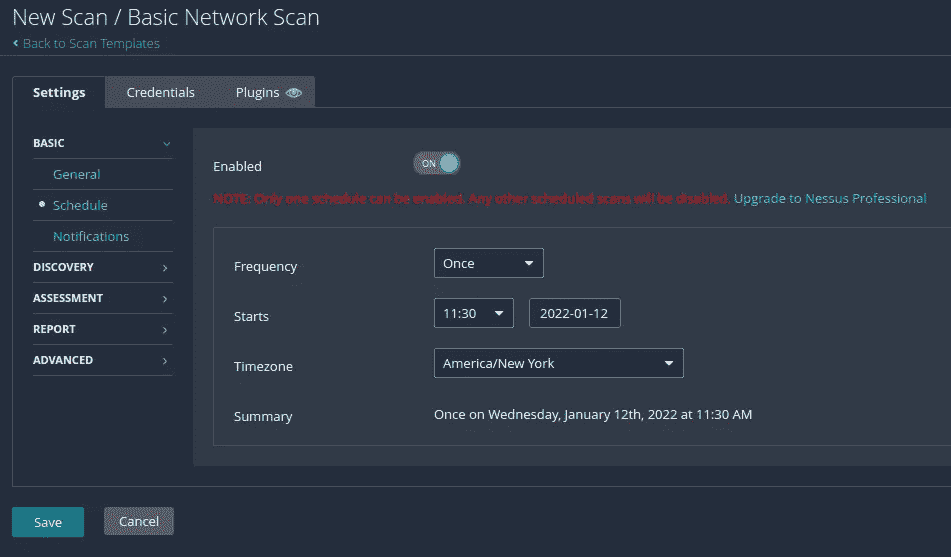 New Scan / Basic Network Scan
Back to Scan Templates
Settings Credentials Plugins
BASIC
General
Schedule
Notifications
DISCOVERY
ASSESSMENT
REPORT
ADVANCED
Enabled ON
NOTE: Only one schedule can be enabled. Any other scheduled scans will be disabled. Upgrade to Nessus Professional
Frequency Once
Starts 11:30 2022-01-12
Timezone America/New York
Summary Once on Wednesday, January 12th, 2022 at 11:30 AM
Save Cancel